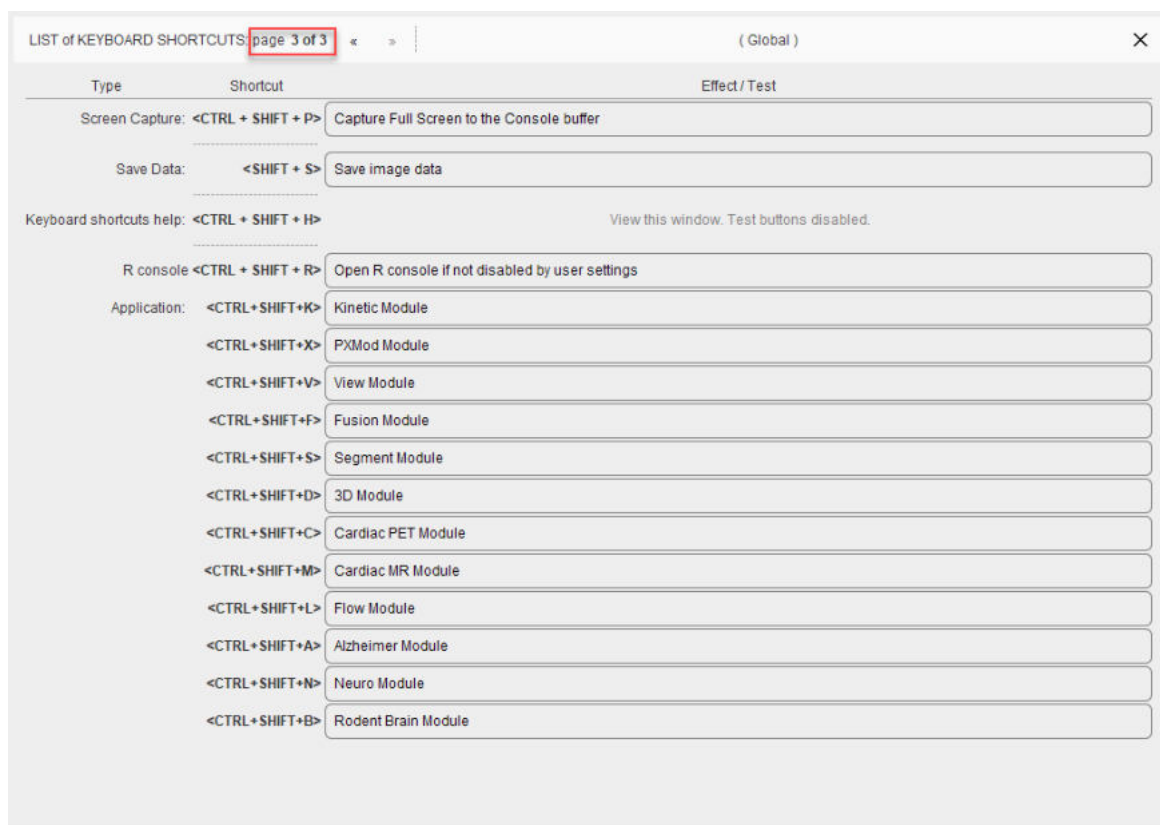 LIST of KEYBOARD SHORTCUTS: page 3 of 3 « » ( Global ) ×
Type Shortcut Effect / Test
Screen Capture: <CTRL + SHIFT + P> Capture Full Screen to the Console buffer
Save Data: <SHIFT + S> Save image data
Keyboard shortcuts help: <CTRL + SHIFT + H> View this window. Test buttons disabled.
R console <CTRL + SHIFT + R> Open R console if not disabled by user settings
Application: <CTRL+SHIFT+K> Kinetic Module
<CTRL+SHIFT+X> PXMod Module
<CTRL+SHIFT+V> View Module
<CTRL+SHIFT+F> Fusion Module
<CTRL+SHIFT+S> Segment Module
<CTRL+SHIFT+D> 3D Module
<CTRL+SHIFT+C> Cardiac PET Module
<CTRL+SHIFT+M> Cardiac MR Module
<CTRL+SHIFT+L> Flow Module
<CTRL+SHIFT+A> Alzheimer Module
<CTRL+SHIFT+N> Neuro Module
<CTRL+SHIFT+B> Rodent Brain Module